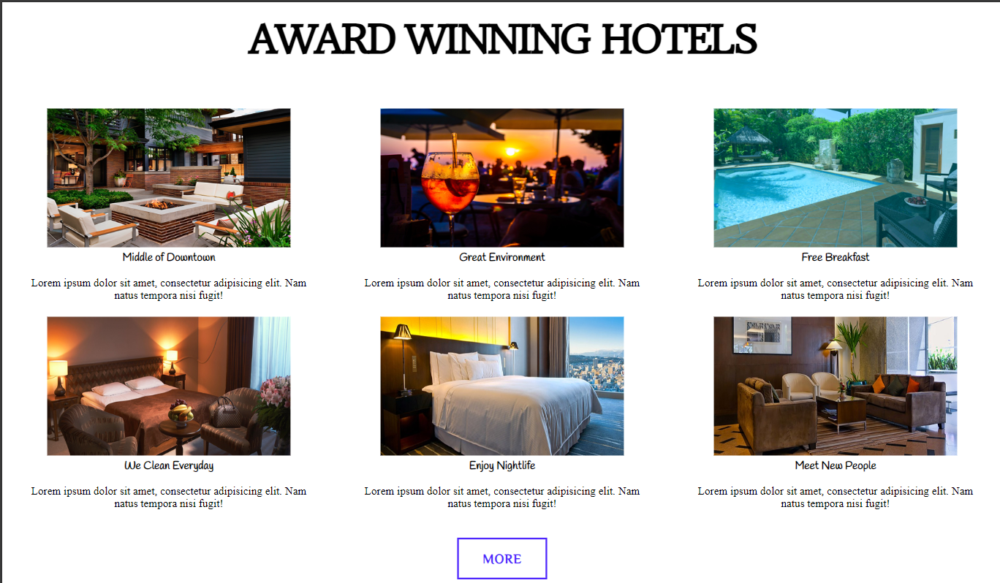 AWARD WINNING HOTELS
Middle of Downtown
Great Environment
Free Breakfast
Lorem ipsum dolor sit amet, consectetur adipisicing elit. Nam
natus tempora nisi fugit!
Lorem ipsum dolor sit amet, consectetur adipisicing elit. Nam
natus tempora nisi fugit!
Lorem ipsum dolor sit amet, consectetur adipisicing elit. Nam
natus tempora nisi fugit!
We Clean Everyday
Enjoy Nightlife
Meet New People
Lorem ipsum dolor sit amet, consectetur adipisicing elit. Nam
natus tempora nisi fugit!
Lorem ipsum dolor sit amet, consectetur adipisicing elit. Nam
natus tempora nisi fugit!
Lorem ipsum dolor sit amet, consectetur adipisicing elit. Nam
natus tempora nisi fugit!
MORE